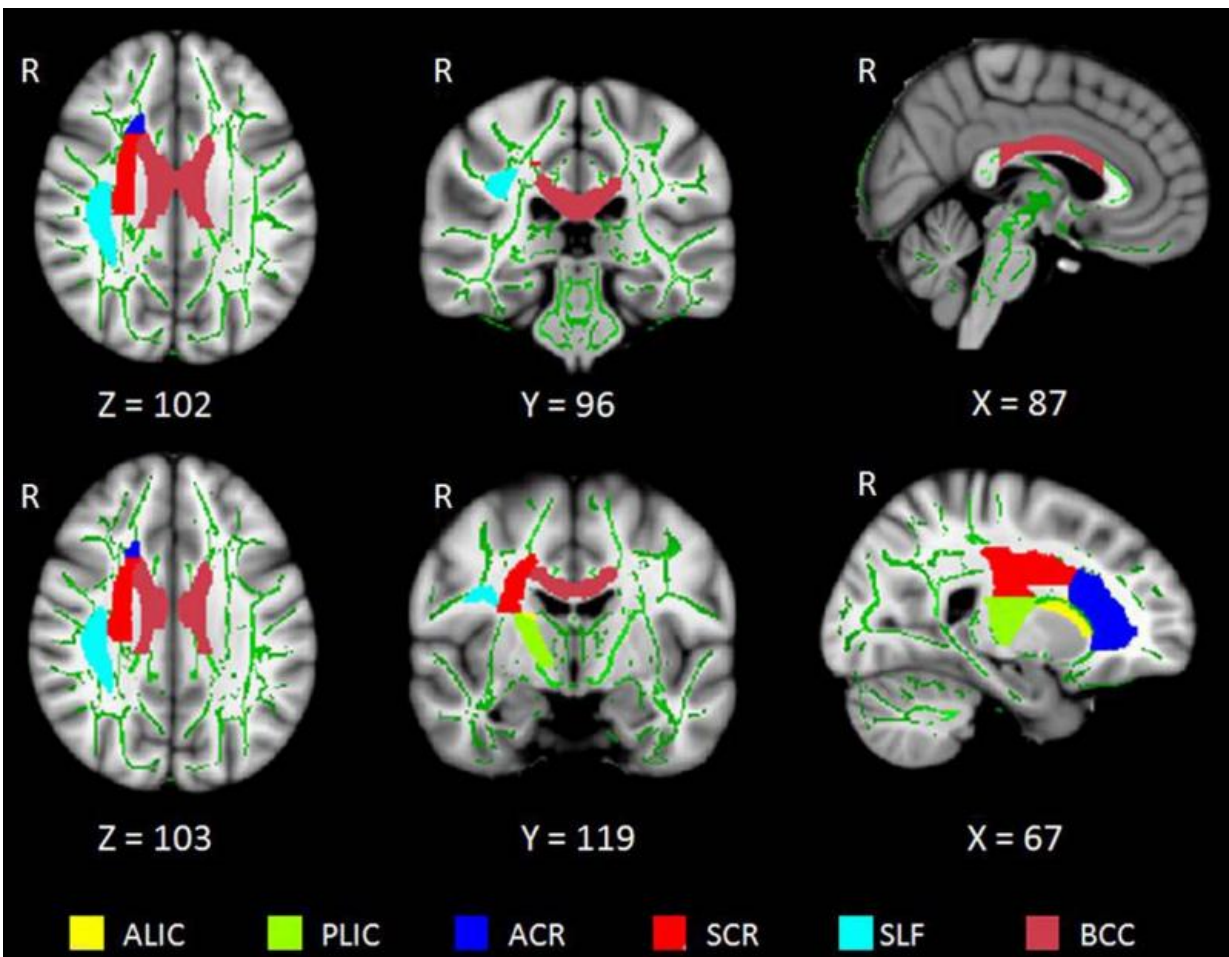 R R R
Z = 102 Y = 96 X = 87
R R R
Z = 103 Y = 119 X = 67
ALIC PLIC ACR SCR SLF BCC